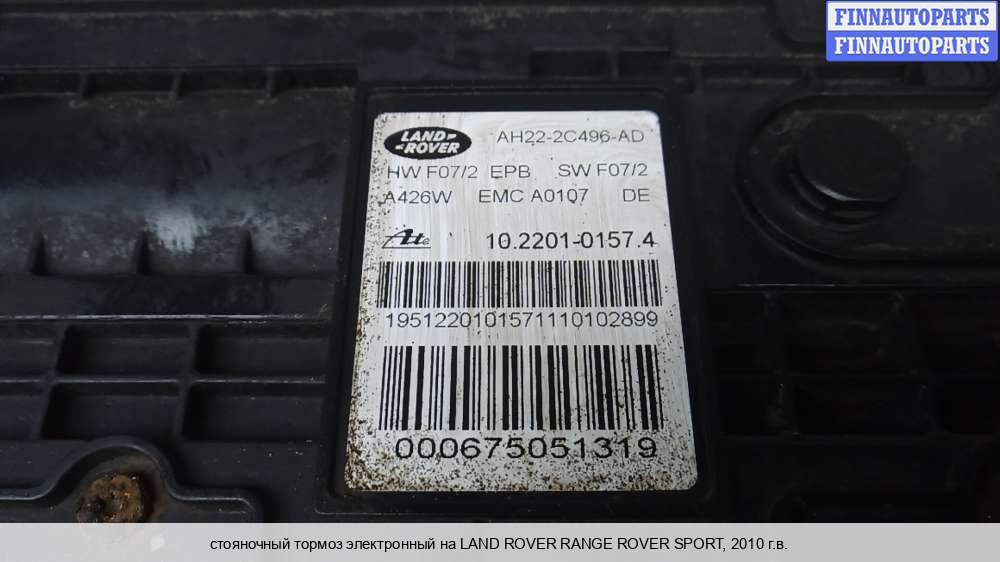 FINNAUTOPARTS
FINNAUTOPARTS
LAND ROVER AH22-2C496-AD
HW F07/2 EPB SW F07/2
A426W EMC A0107 DE
Ate 10.2201-0157.4
1951220101571110102899
000675051319
стояночный тормоз электронный на LAND ROVER RANGE ROVER SPORT, 2010 г.в.